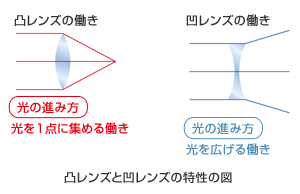 凸レンズの働き
光の進み方
光を1点に集める働き
凹レンズの働き
光の進み方
光を広げる働き
凸レンズと凹レンズの特性の図